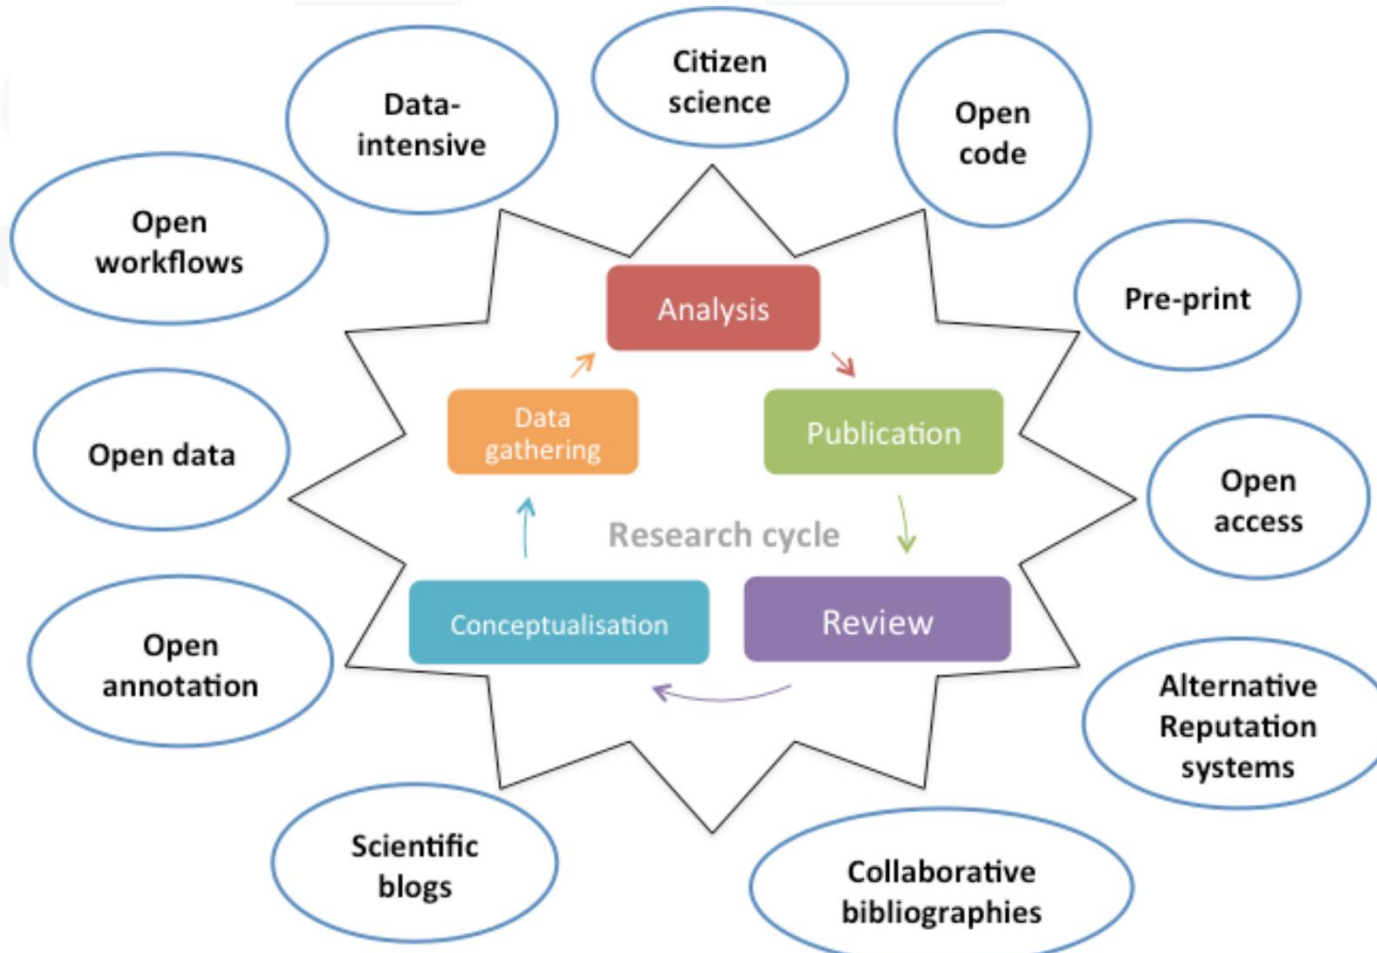 Citizen
science
Data-
intensive
Open
code
Open
workflows
Pre-print
Analysis
Data
gathering
Publication
Open data
Open
access
Research cycle
Conceptualisation
Review
Open
annotation
Alternative
Reputation
systems
Scientific
blogs
Collaborative
bibliographies